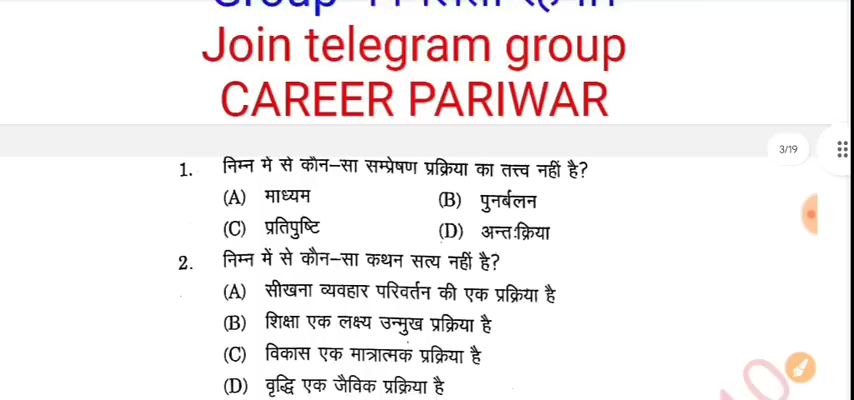 Group
Join telegram group
CAREER PARIWAR
3/19
1. निम्न में से कौन-सा सम्प्रेषण प्रक्रिया का तत्त्व नहीं है?
(A) माध्यम (B) पुनर्बलन
(C) प्रतिपुष्टि (D) अन्तःक्रिया
2. निम्न में से कौन-सा कथन सत्य नहीं है?
(A) सीखना व्यवहार परिवर्तन की एक प्रक्रिया है
(B) शिक्षा एक लक्ष्य उन्मुख प्रक्रिया है
(C) विकास एक मात्रात्मक प्रक्रिया है
(D) वृद्धि एक जैविक प्रक्रिया है